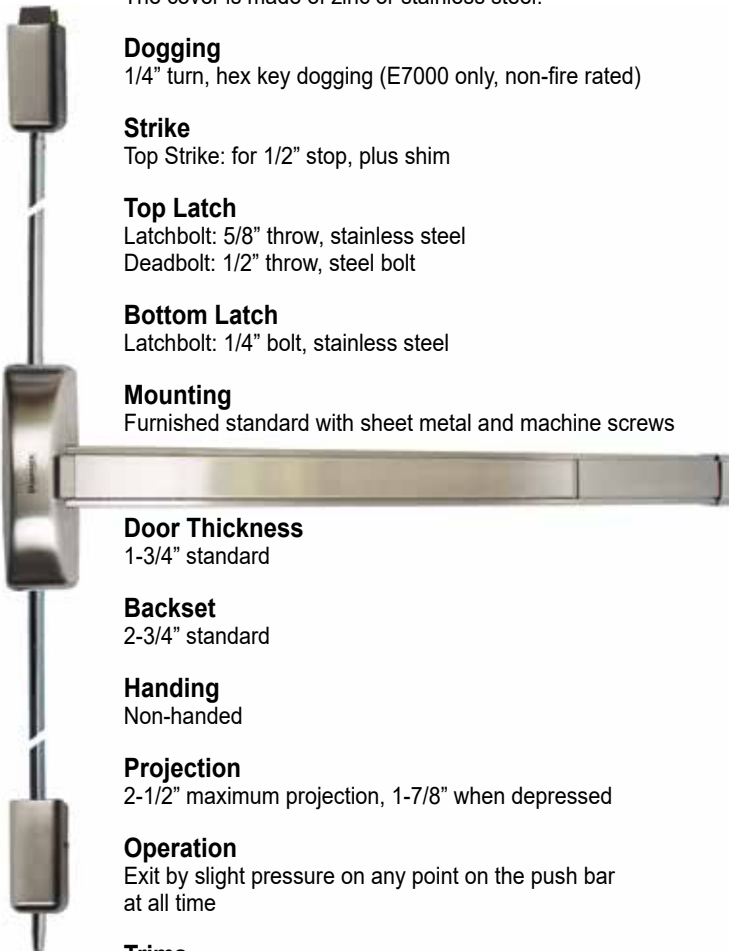 The cover is made of zinc or stainless steel.
Dogging
1/4” turn, hex key dogging (E7000 only, non-fire rated)
Strike
Top Strike: for 1/2” stop, plus shim
Top Latch
Latchbolt: 5/8” throw, stainless steel
Deadbolt: 1/2” throw, steel bolt
Bottom Latch
Latchbolt: 1/4” bolt, stainless steel
Mounting
Furnished standard with sheet metal and machine screws
Door Thickness
1-3/4” standard
Backset
2-3/4” standard
Handing
Non-handed
Projection
2-1/2” maximum projection, 1-7/8” when depressed
Operation
Exit by slight pressure on any point on the push bar
at all time
Trims